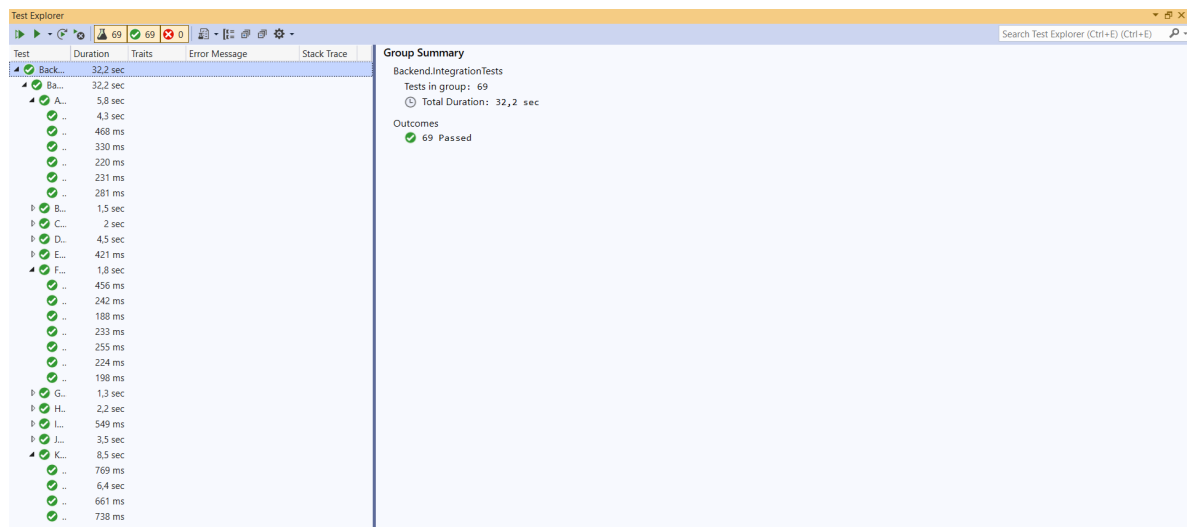 Test Explorer
69 69 0
Search Test Explorer (Ctrl+E) (Ctrl+E)
Test Duration Traits Error Message Stack Trace
Back... 32,2 sec
Ba... 32,2 sec
A... 5,8 sec
.. 4,3 sec
.. 468 ms
.. 330 ms
.. 220 ms
.. 231 ms
.. 281 ms
B... 1,5 sec
C... 2 sec
D... 4,5 sec
E... 421 ms
F... 1,8 sec
.. 456 ms
.. 242 ms
.. 188 ms
.. 233 ms
.. 255 ms
.. 224 ms
.. 198 ms
G.. 1,3 sec
H.. 2,2 sec
I... 549 ms
J... 3,5 sec
K... 8,5 sec
.. 769 ms
.. 6,4 sec
.. 661 ms
.. 738 ms
Group Summary
Backend.IntegrationTests
Tests in group: 69
Total Duration: 32,2 sec
Outcomes
69 Passed